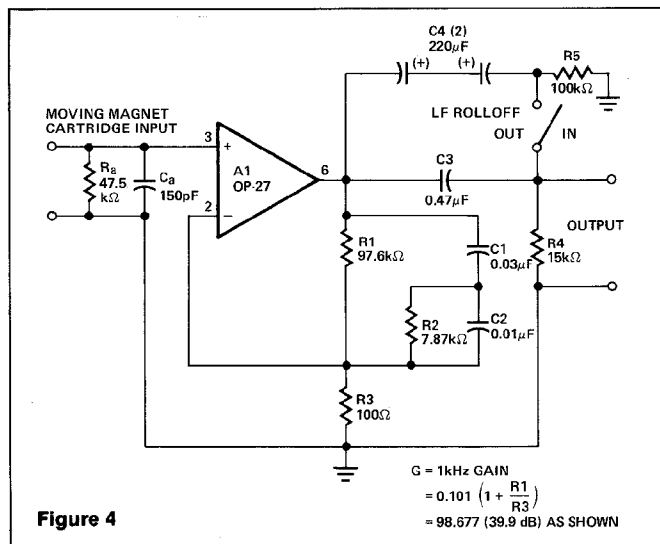 C4 (2)
220μF
(+) (+)
R5
100kΩ
LF ROLLOFF
OUT IN
MOVING MAGNET
CARTRIDGE INPUT
3
+
A1
OP-27
6
2
−
Ra
47.5
kΩ
Ca
150pF
C3
0.47μF
OUTPUT
R1
97.6kΩ
C1
0.03μF
R4
15kΩ
R2
7.87kΩ
C2
0.01μF
R3
100Ω
G = 1kHz GAIN
= 0.101 (1 + R1/R3)
= 98.677 (39.9 dB) AS SHOWN
Figure 4